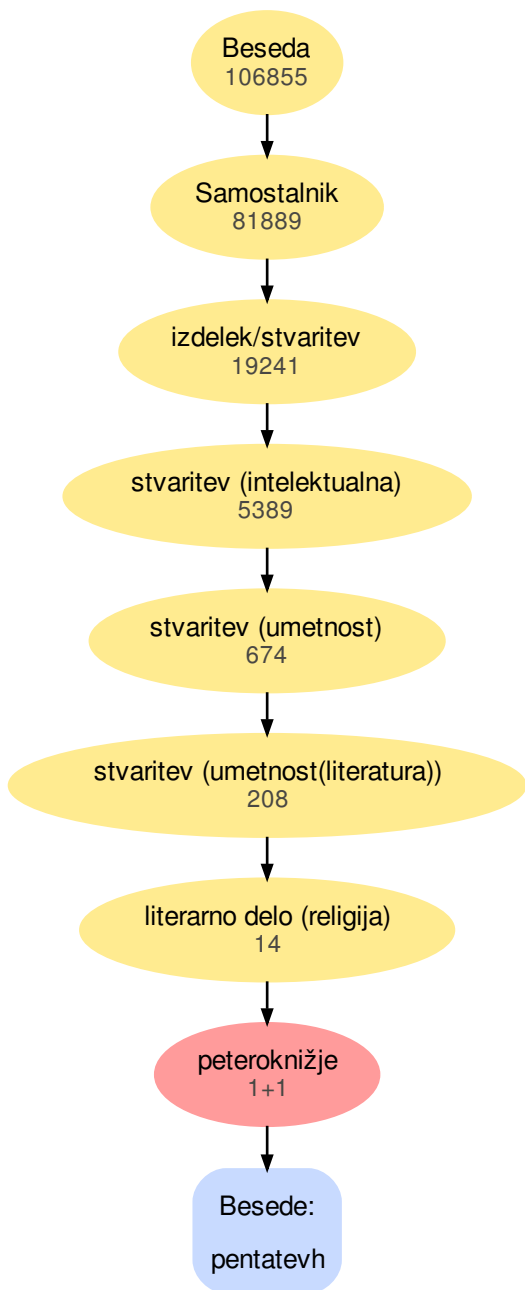 Beseda
106855
Samostalnik
81889
izdelek/stvaritev
19241
stvaritev (intelektualna)
5389
stvaritev (umetnost)
674
stvaritev (umetnost(literatura))
208
literarno delo (religija)
14
peteroknižje
1+1
Besede:
pentatevh